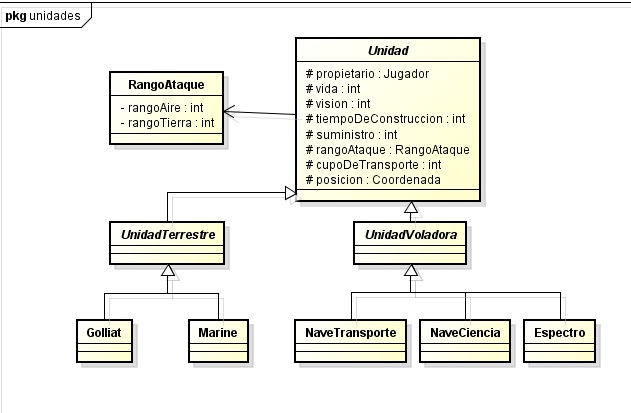 pkg unidades
Unidad
# propietario : Jugador
# vida : int
# vision : int
# tiempoDeConstruccion : int
# suministro : int
# rangoAtaque : RangoAtaque
# cupoDeTransporte : int
# posicion : Coordenada
RangoAtaque
- rangoAire : int
- rangoTierra : int
UnidadTerrestre
UnidadVoladora
Golliat
Marine
NaveTransporte
NaveCiencia
Espectro